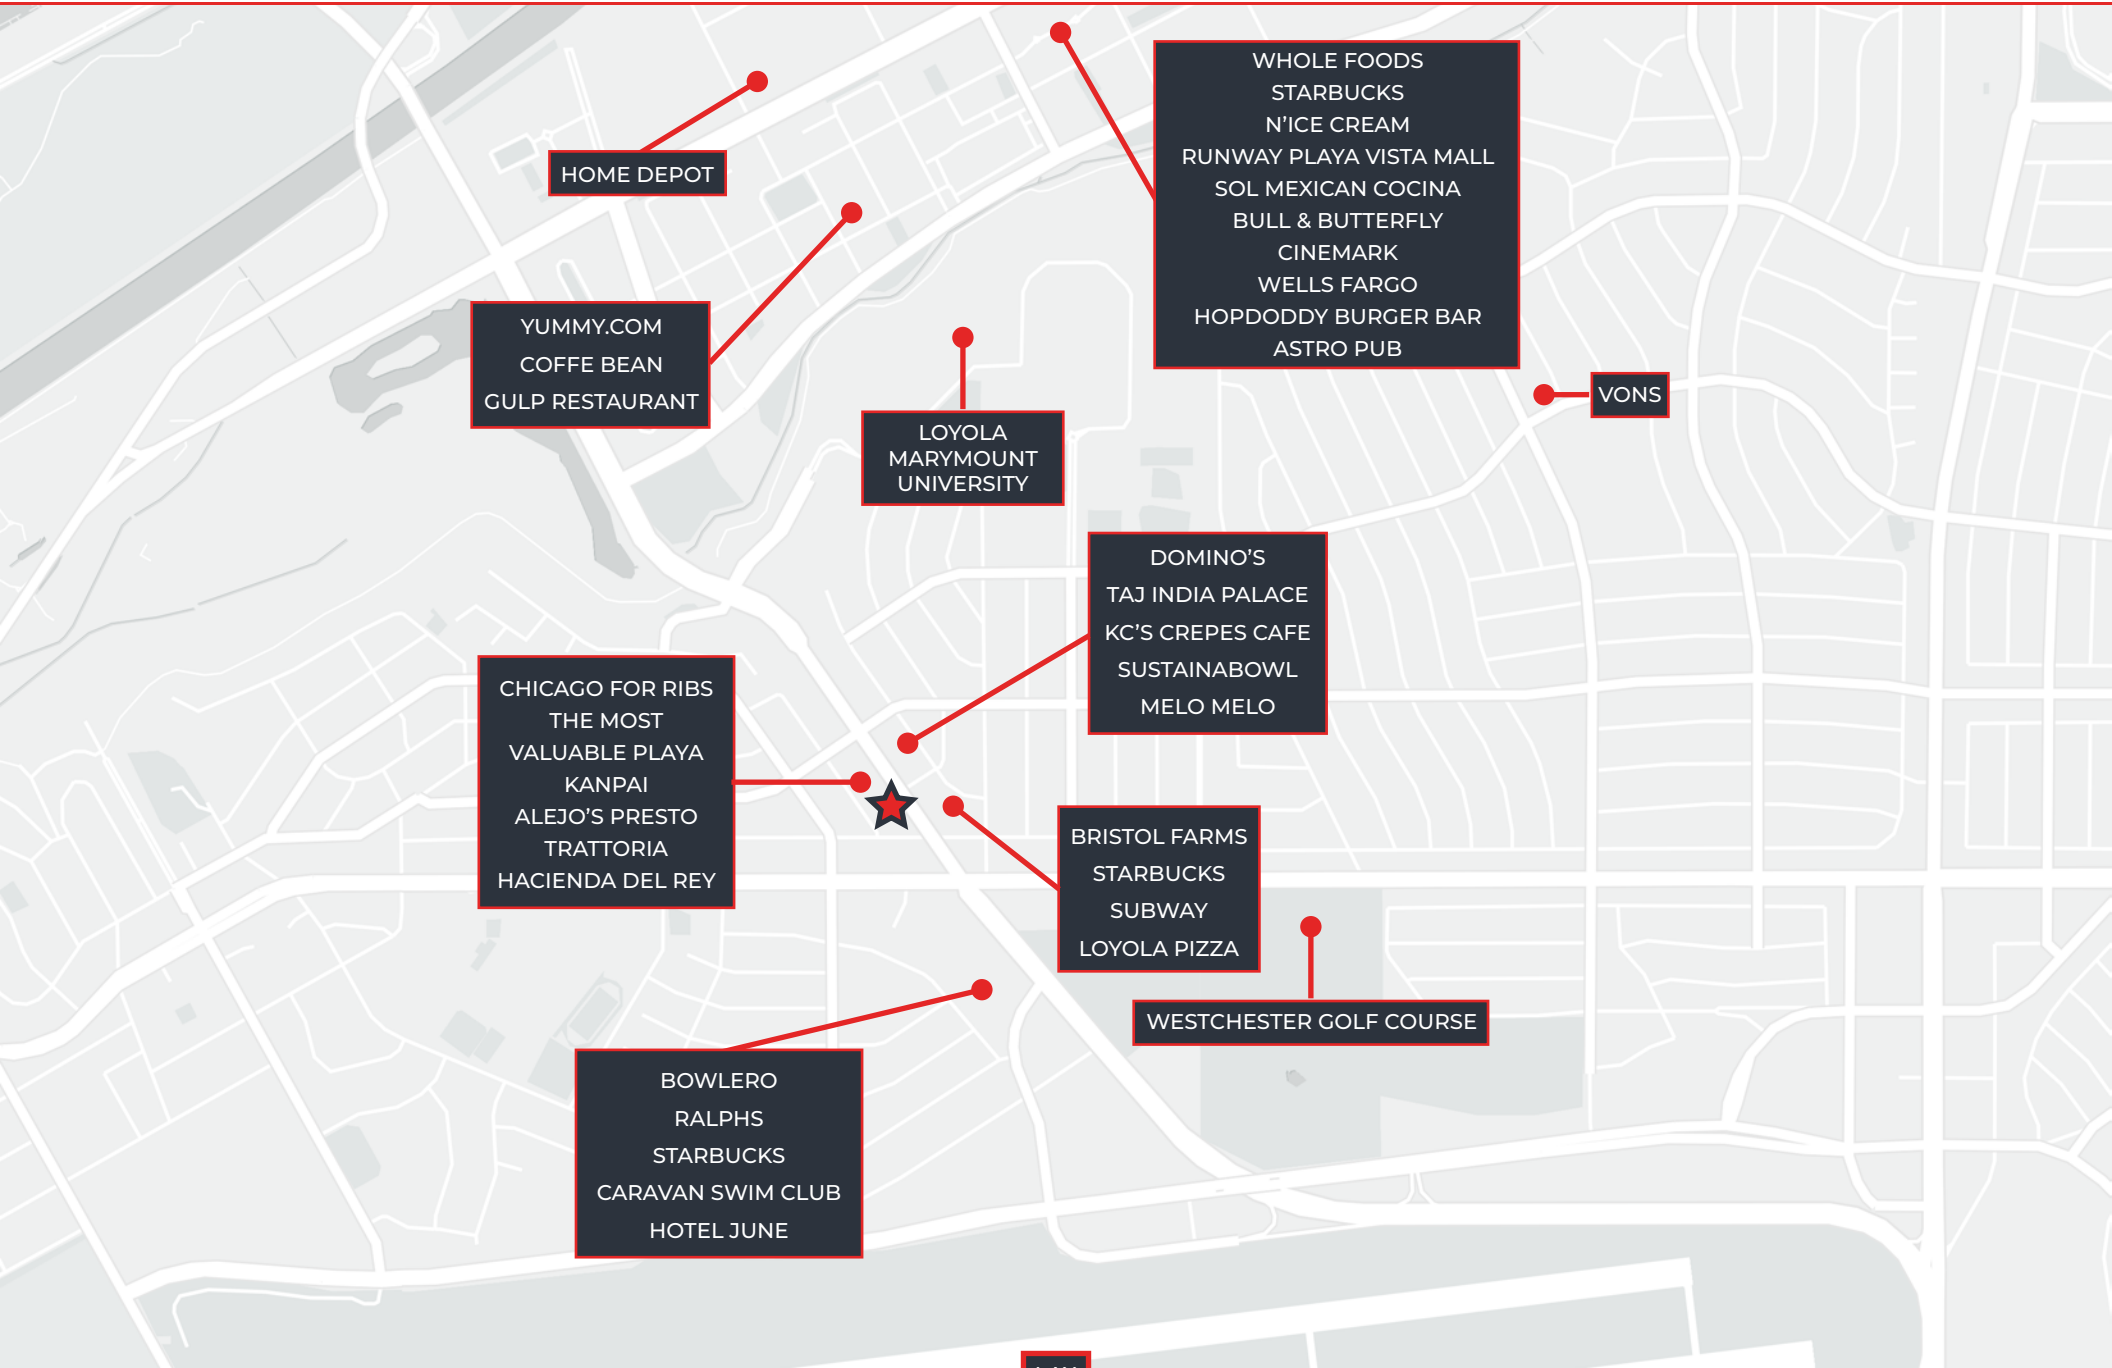 WHOLE FOODS
STARBUCKS
N’ICE CREAM
RUNWAY PLAYA VISTA MALL
SOL MEXICAN COCINA
BULL & BUTTERFLY
CINEMARK
WELLS FARGO
HOPDODDY BURGER BAR
ASTRO PUB
HOME DEPOT
YUMMY.COM
COFFE BEAN
GULP RESTAURANT
VONS
LOYOLA
MARYMOUNT
UNIVERSITY
DOMINO’S
TAJ INDIA PALACE
KC’S CREPES CAFE
SUSTAINABOWL
MELO MELO
CHICAGO FOR RIBS
THE MOST
VALUABLE PLAYA
KANPAI
ALEJO’S PRESTO
TRATTORIA
HACIENDA DEL REY
BRISTOL FARMS
STARBUCKS
SUBWAY
LOYOLA PIZZA
WESTCHESTER GOLF COURSE
BOWLERO
RALPHS
STARBUCKS
CARAVAN SWIM CLUB
HOTEL JUNE